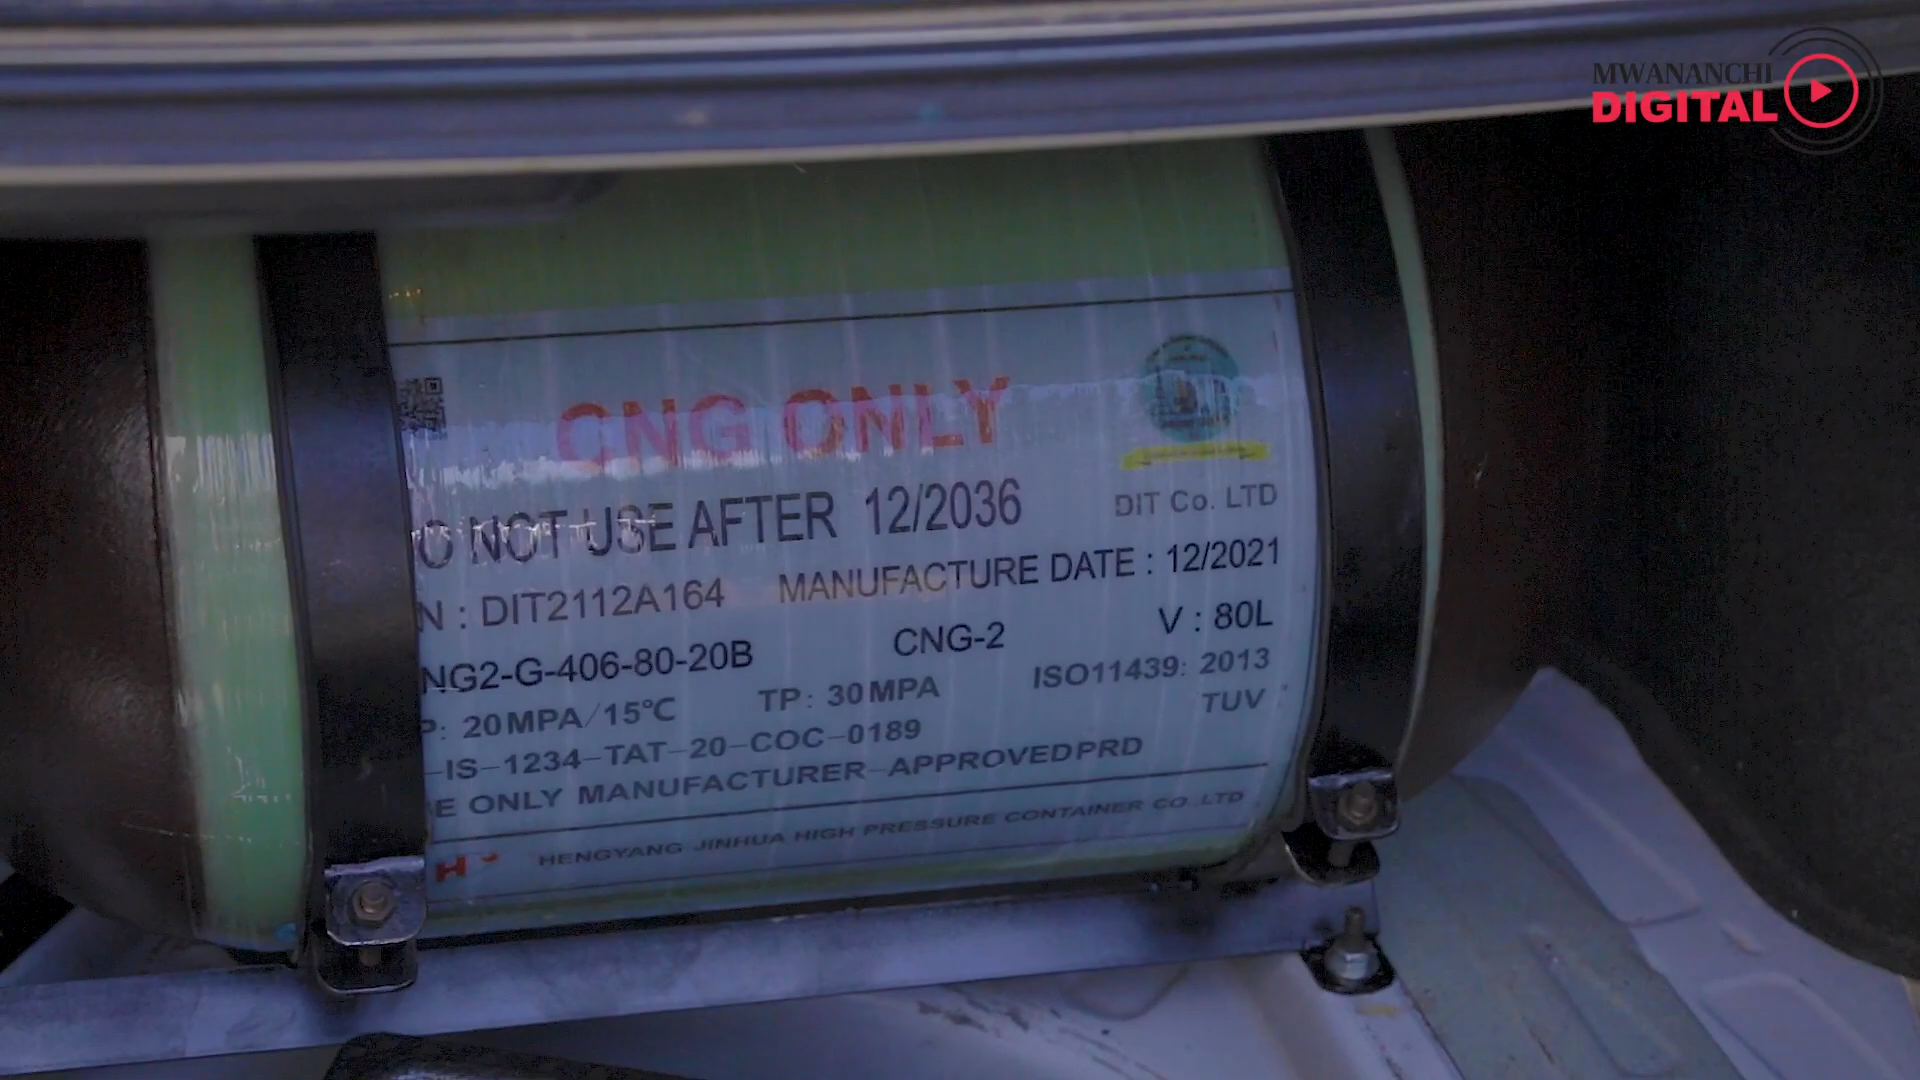 MWANANCHI
DIGITAL
CNG ONLY
O NOT USE AFTER 12/2036
DIT Co. LTD
N : DIT2112A164 MANUFACTURE DATE : 12/2021
NG2-G-406-80-20B CNG-2 V : 80L
P: 20MPA/15℃ TP: 30MPA ISO11439: 2013
-IS-1234-TAT-20-COC-0189 TUV
E ONLY MANUFACTURER APPROVEDPRD
H HENGYANG JINHUA HIGH PRESSURE CONTAINER CO.,LTD